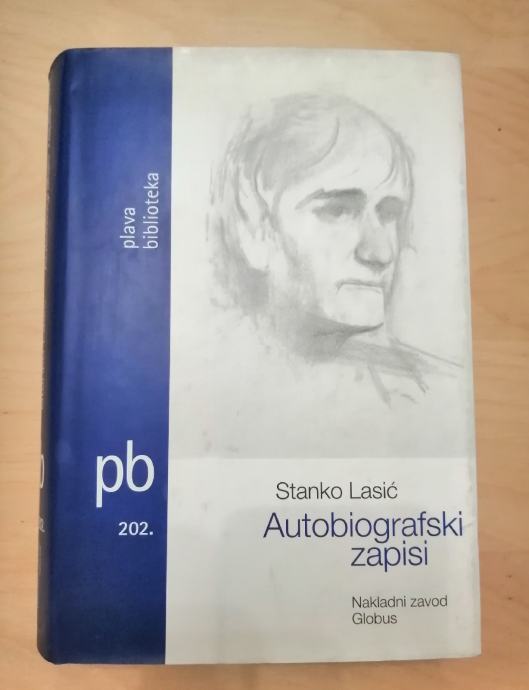 plava
biblioteka
pb
202.
Stanko Lasić
Autobiografski
zapisi
Nakladni zavod
Globus